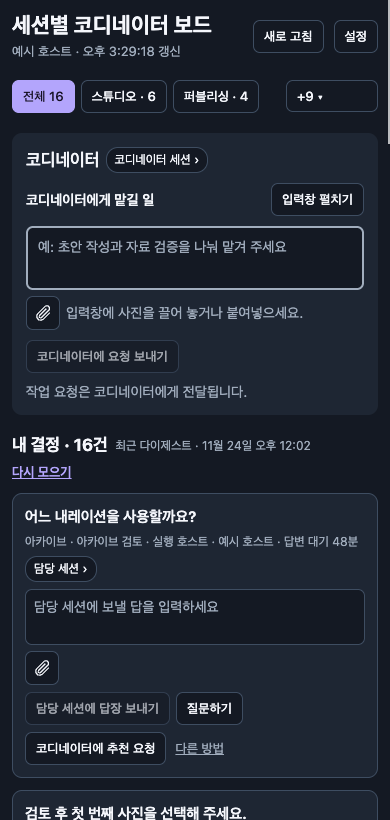 세션별 코디네이터 보드
예시 호스트 · 오후 3:29:18 갱신
새로 고침
설정
전체 16
스튜디오 · 6
퍼블리싱 · 4
+9 ▾
코디네이터
코디네이터 세션 ›
코디네이터에게 맡길 일
입력창 펼치기
예: 초안 작성과 자료 검증을 나눠 맡겨 주세요
입력창에 사진을 끌어 놓거나 붙여넣으세요.
코디네이터에 요청 보내기
작업 요청은 코디네이터에게 전달됩니다.
내 결정 · 16건
최근 다이제스트 · 11월 24일 오후 12:02
다시 모으기
어느 내레이션을 사용할까요?
아카이브 · 아카이브 검토 · 실행 호스트 · 예시 호스트 · 답변 대기 48분
담당 세션 ›
담당 세션에 보낼 답을 입력하세요
담당 세션에 답장 보내기
질문하기
코디네이터에 추천 요청
다른 방법
검토 후 첫 번째 사진을 선택해 주세요.